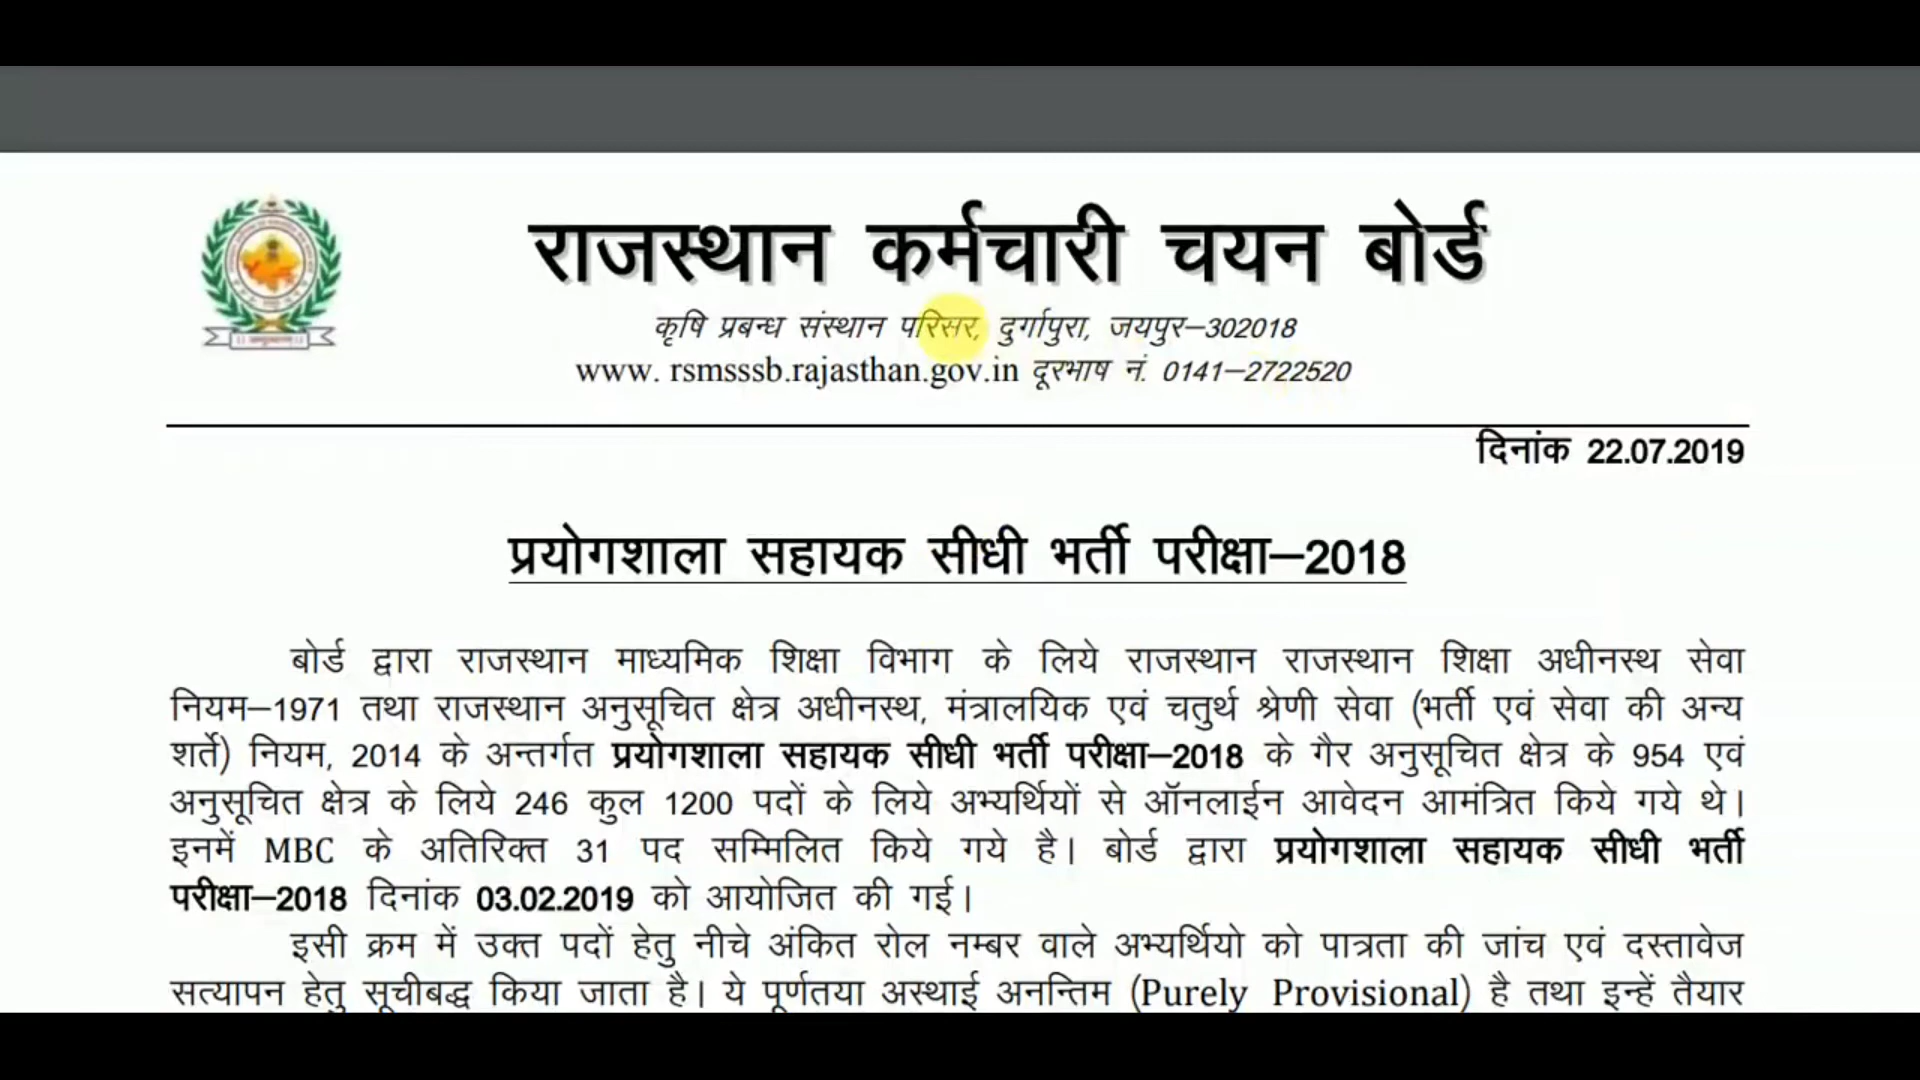 राजस्थान कर्मचारी चयन बोर्ड
कृषि प्रबन्ध संस्थान परिसर, दुर्गापुरा, जयपुर–302018
www. rsmsssb.rajasthan.gov.in दूरभाष नं. 0141–2722520
दिनांक 22.07.2019
प्रयोगशाला सहायक सीधी भर्ती परीक्षा–2018
बोर्ड द्वारा राजस्थान माध्यमिक शिक्षा विभाग के लिये राजस्थान राजस्थान शिक्षा अधीनस्थ सेवा
नियम–1971 तथा राजस्थान अनुसूचित क्षेत्र अधीनस्थ, मंत्रालयिक एवं चतुर्थ श्रेणी सेवा (भर्ती एवं सेवा की अन्य
शर्ते) नियम, 2014 के अन्तर्गत प्रयोगशाला सहायक सीधी भर्ती परीक्षा–2018 के गैर अनुसूचित क्षेत्र के 954 एवं
अनुसूचित क्षेत्र के लिये 246 कुल 1200 पदों के लिये अभ्यर्थियों से ऑनलाईन आवेदन आमंत्रित किये गये थे।
इनमें MBC के अतिरिक्त 31 पद सम्मिलित किये गये है। बोर्ड द्वारा प्रयोगशाला सहायक सीधी भर्ती
परीक्षा–2018 दिनांक 03.02.2019 को आयोजित की गई।
इसी क्रम में उक्त पदों हेतु नीचे अंकित रोल नम्बर वाले अभ्यर्थियो को पात्रता की जांच एवं दस्तावेज
सत्यापन हेतु सूचीबद्ध किया जाता है। ये पूर्णतया अस्थाई अनन्तिम (Purely Provisional) है तथा इन्हें तैयार